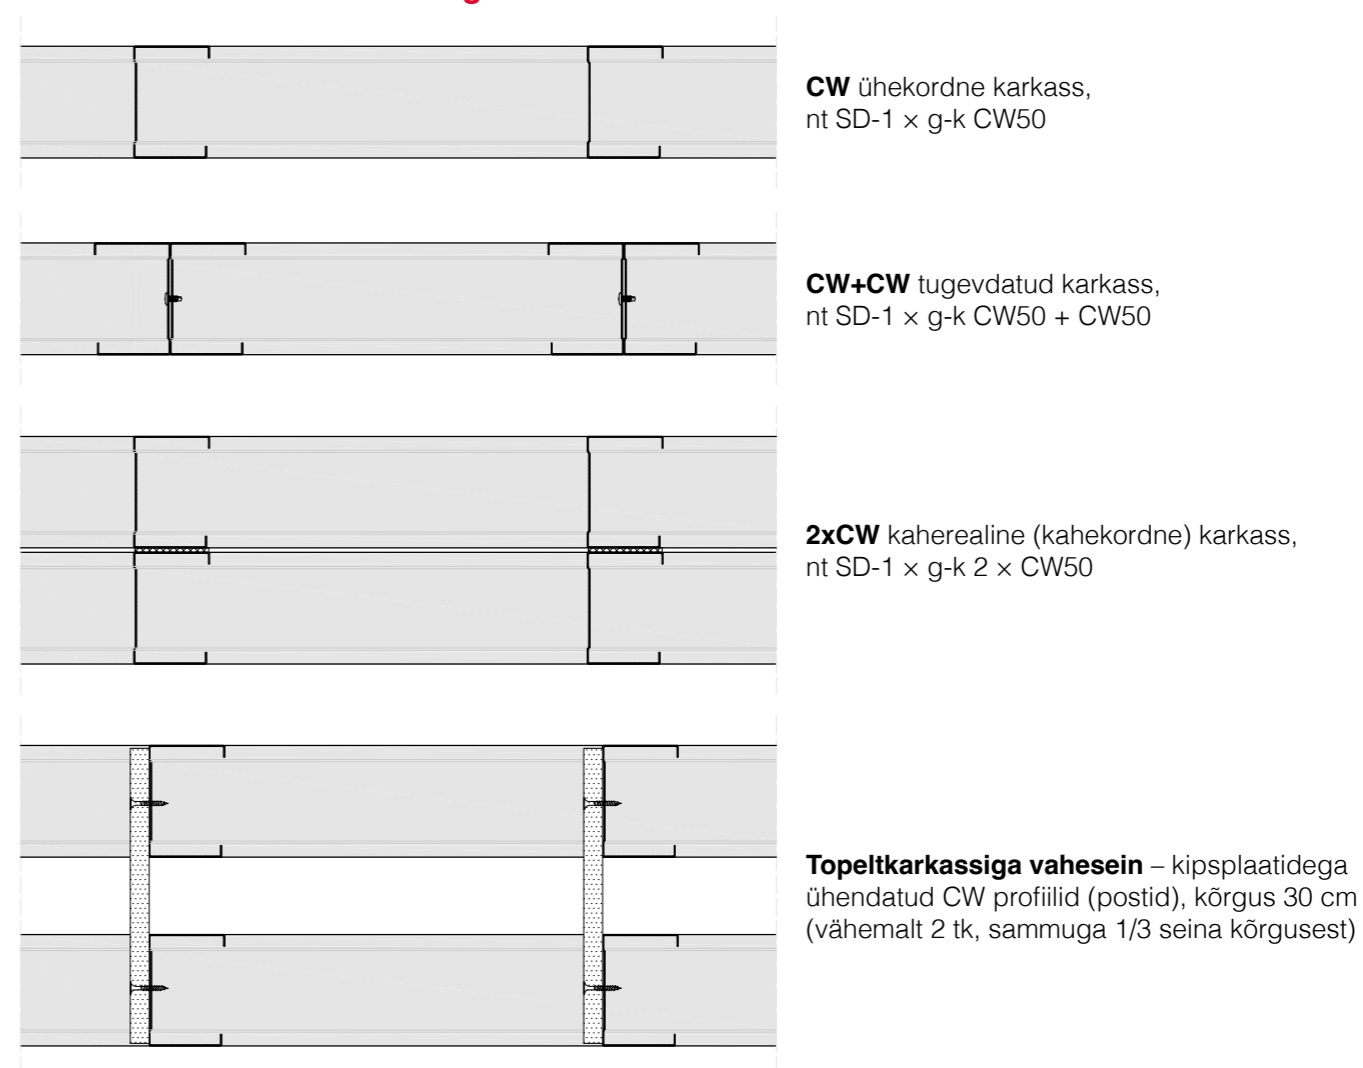 CW ühekordne karkass,
nt SD-1 × g-k CW50
CW+CW tugevdatud karkass,
nt SD-1 × g-k CW50 + CW50
2xCW kaherealine (kahekordne) karkass,
nt SD-1 × g-k 2 × CW50
Topeltkarkassiga vahesein – kipsplaatidega
ühendatud CW profiilid (postid), kõrgus 30 cm
(vähemalt 2 tk, sammuga 1/3 seina kõrgusest)